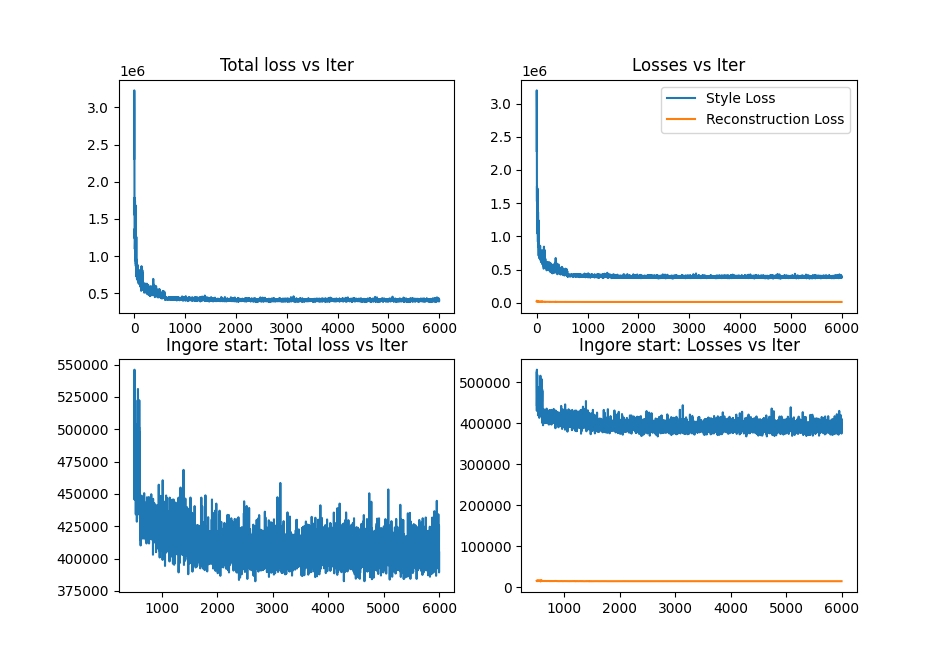 Total loss vs Iter
1e6
3.0
2.5
2.0
1.5
1.0
0.5
0 1000 2000 3000 4000 5000 6000
Losses vs Iter
1e6
Style Loss
Reconstruction Loss
3.0
2.5
2.0
1.5
1.0
0.5
0.0
0 1000 2000 3000 4000 5000 6000
Ingore start: Total loss vs Iter
550000
525000
500000
475000
450000
425000
400000
375000
1000 2000 3000 4000 5000 6000
Ingore start: Losses vs Iter
500000
400000
300000
200000
100000
0
1000 2000 3000 4000 5000 6000